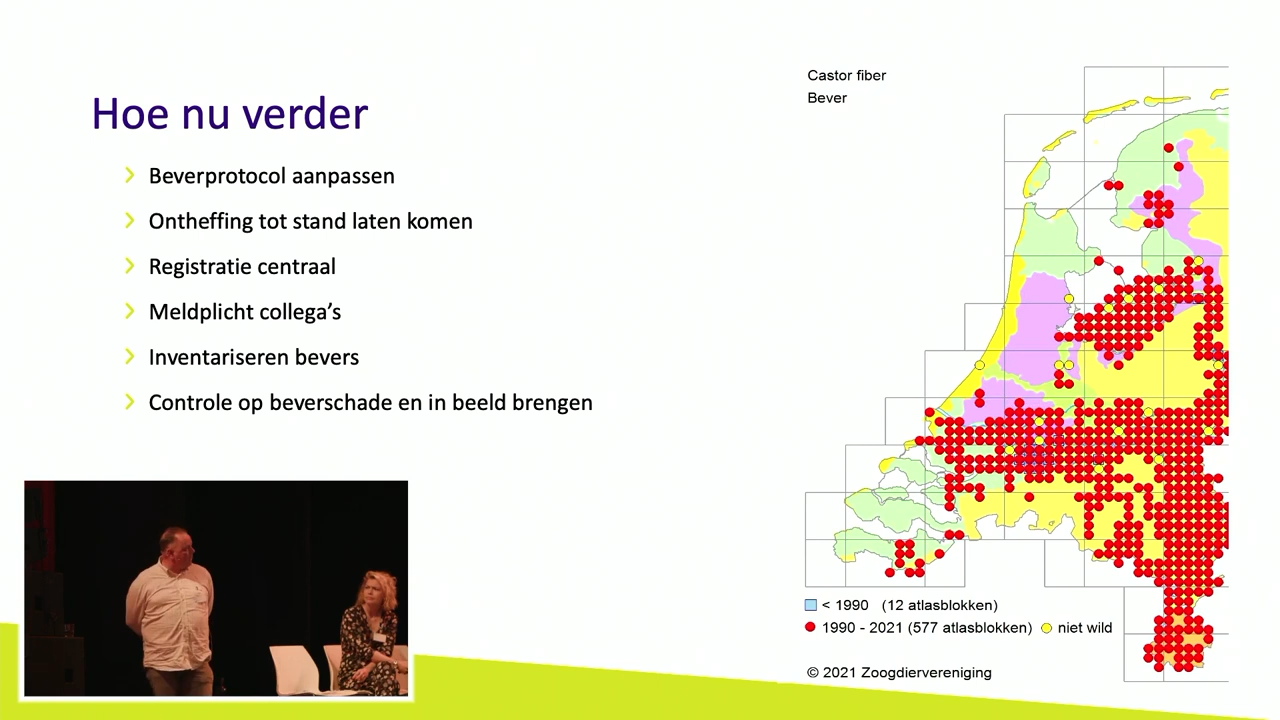 Hoe nu verder
Beverprotocol aanpassen
Ontheffing tot stand laten komen
Registratie centraal
Meldplicht collega's
Inventariseren bevers
Controle op beverschade en in beeld brengen
Castor fiber
Bever
< 1990 (12 atlasblokken)
1990 - 2021 (577 atlasblokken) niet wild
© 2021 Zoogdiervereniging